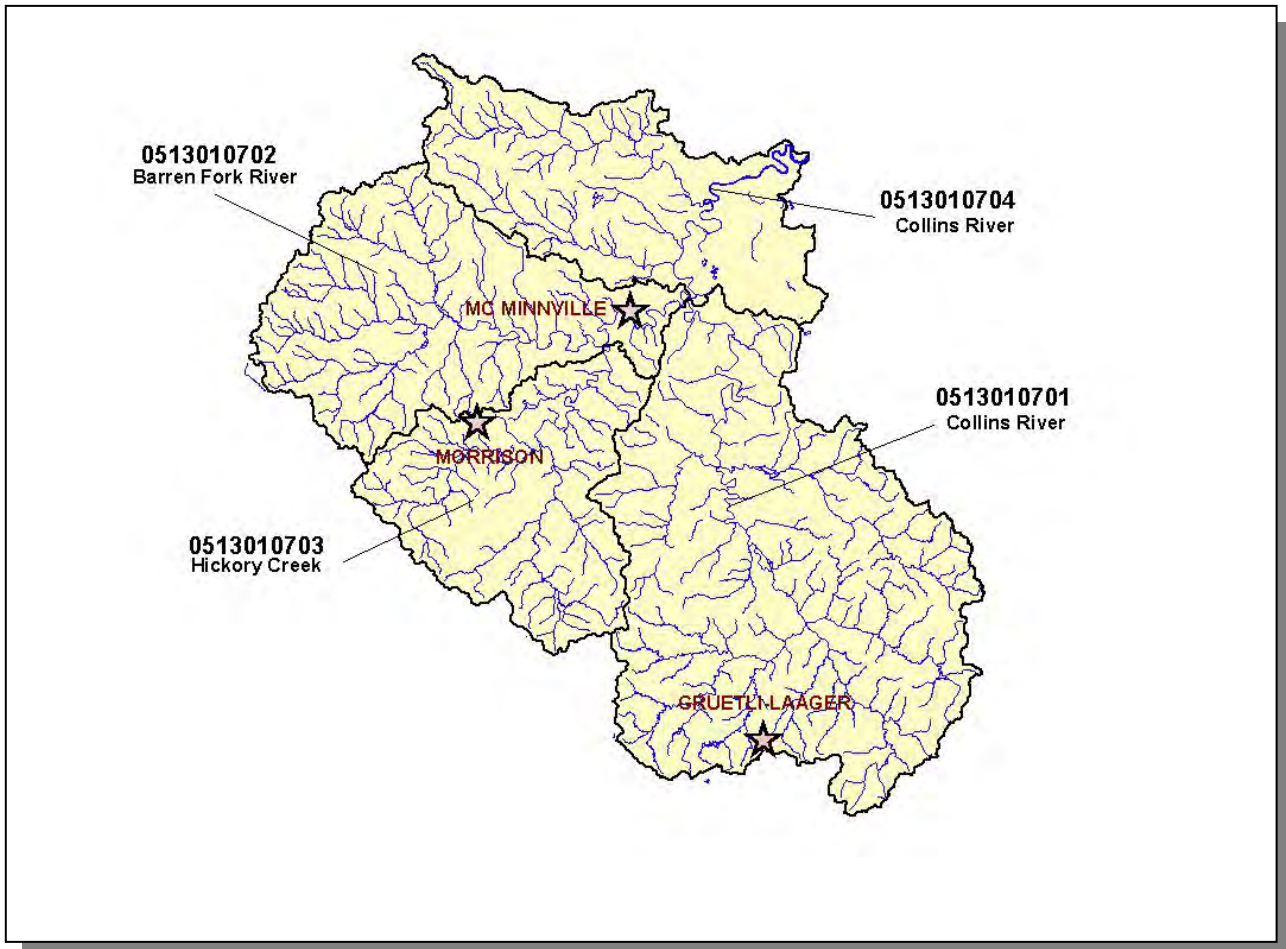 0513010702
Barren Fork River
0513010704
Collins River
MC MINNVILLE
0513010701
Collins River
MORRISON
0513010703
Hickory Creek
GRUETLI-LAAGER